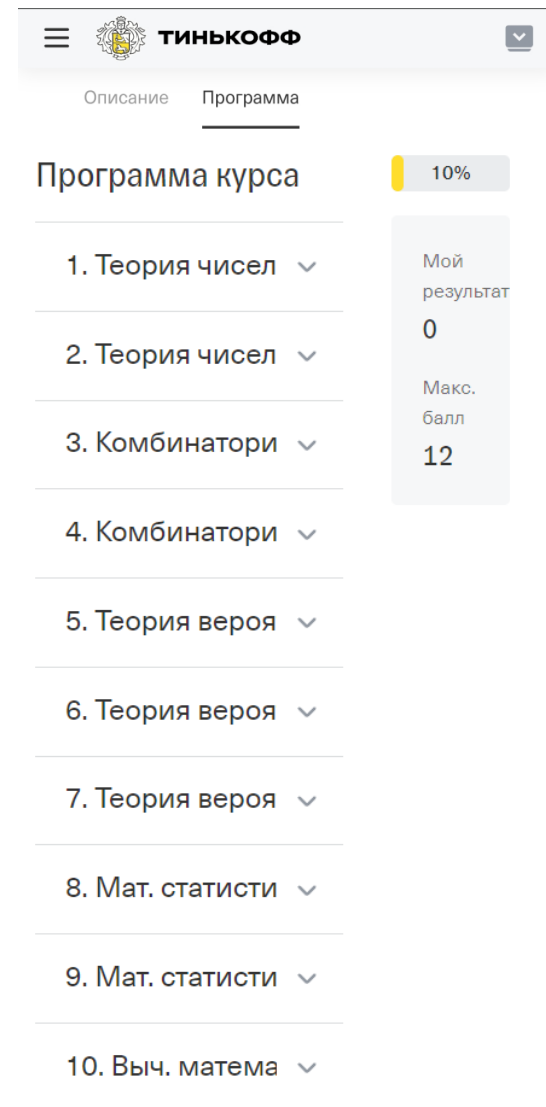 ТИНЬКОФФ
Описание Программа
Программа курса
10%
1. Теория чисел
2. Теория чисел
3. Комбинатори
4. Комбинатори
5. Теория вероя
6. Теория вероя
7. Теория вероя
8. Мат. статисти
9. Мат. статисти
10. Выч. матема
Мой
результат
0
Макс.
балл
12